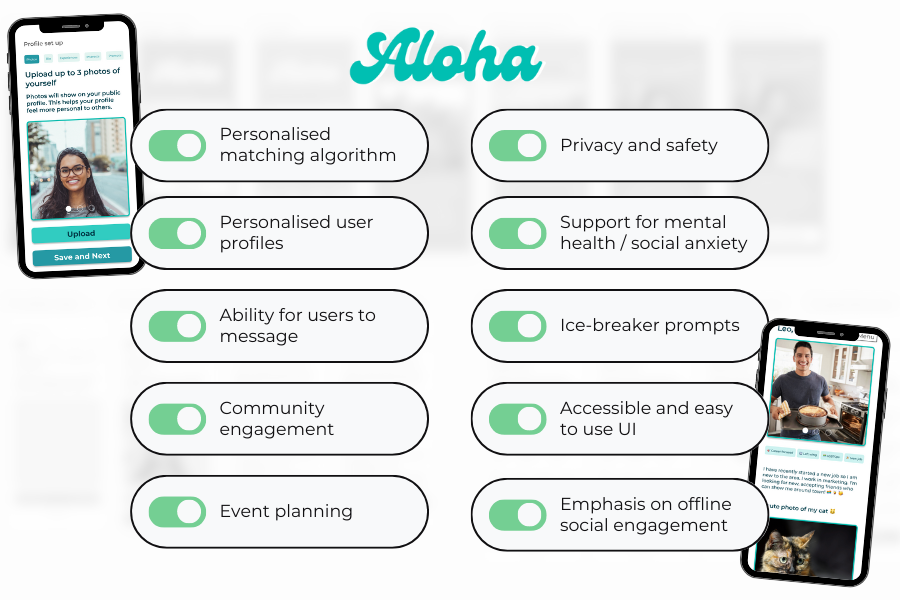 Aloha
Profile set up
Upload up to 3 photos of
yourself
Photos will show on your public
profile. This helps your profile
feel more personal to others.
Upload
Save and Next
Personalised
matching algorithm
Personalised user
profiles
Ability for users to
message
Community
engagement
Event planning
Privacy and safety
Support for mental
health / social anxiety
Ice-breaker prompts
Accessible and easy
to use UI
Emphasis on offline
social engagement
Leo,
I have recently started a new job so I am
new to the area. I work in marketing. I'm
looking for new, accepting friends who
can show me around town!
ute photo of my cat